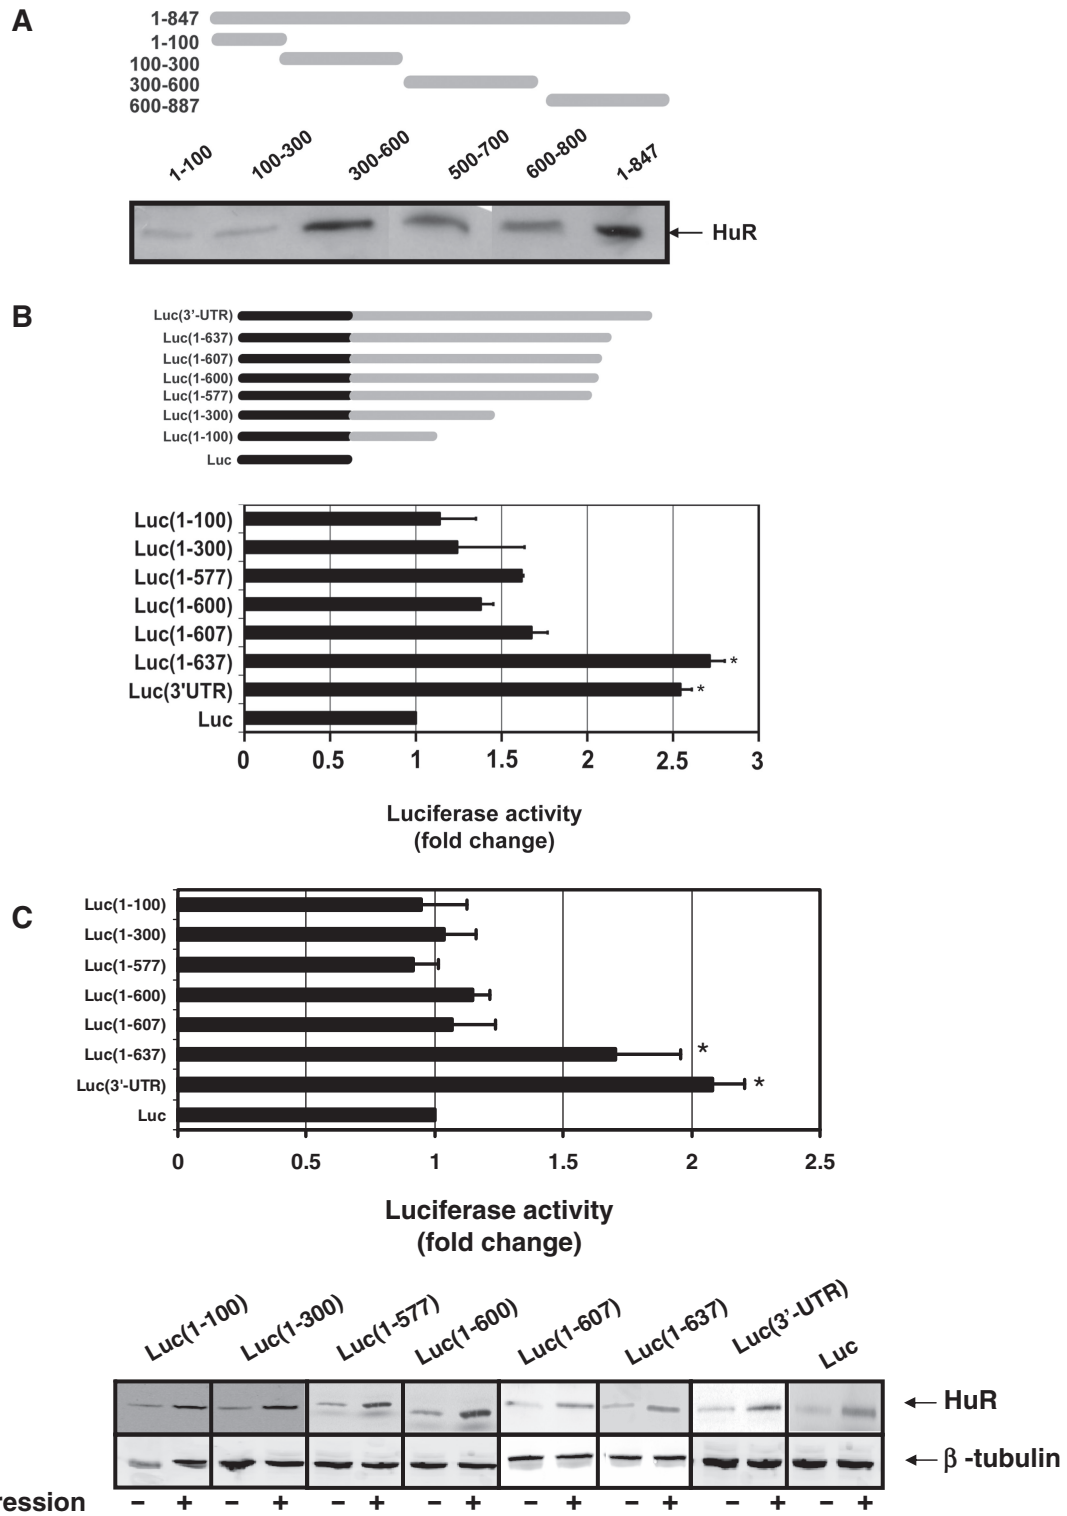 A
1-847
1-100
100-300
300-600
600-887
1-100 100-300 300-600 500-700 600-800 1-847
HuR
B
Luc(3'-UTR)
Luc(1-637)
Luc(1-607)
Luc(1-600)
Luc(1-577)
Luc(1-300)
Luc(1-100)
Luc
Luc(1-100)
Luc(1-300)
Luc(1-577)
Luc(1-600)
Luc(1-607)
Luc(1-637) *
Luc(3'UTR) *
Luc
0 0.5 1 1.5 2 2.5 3
Luciferase activity
(fold change)
C
Luc(1-100)
Luc(1-300)
Luc(1-577)
Luc(1-600)
Luc(1-607)
Luc(1-637) *
Luc(3'-UTR) *
Luc
0 0.5 1 1.5 2 2.5
Luciferase activity
(fold change)
Luc(1-100) Luc(1-300) Luc(1-577) Luc(1-600) Luc(1-607) Luc(1-637) Luc(3'-UTR) Luc
HuR
β -tubulin
ression − + − + − + − + − + − + − + − +